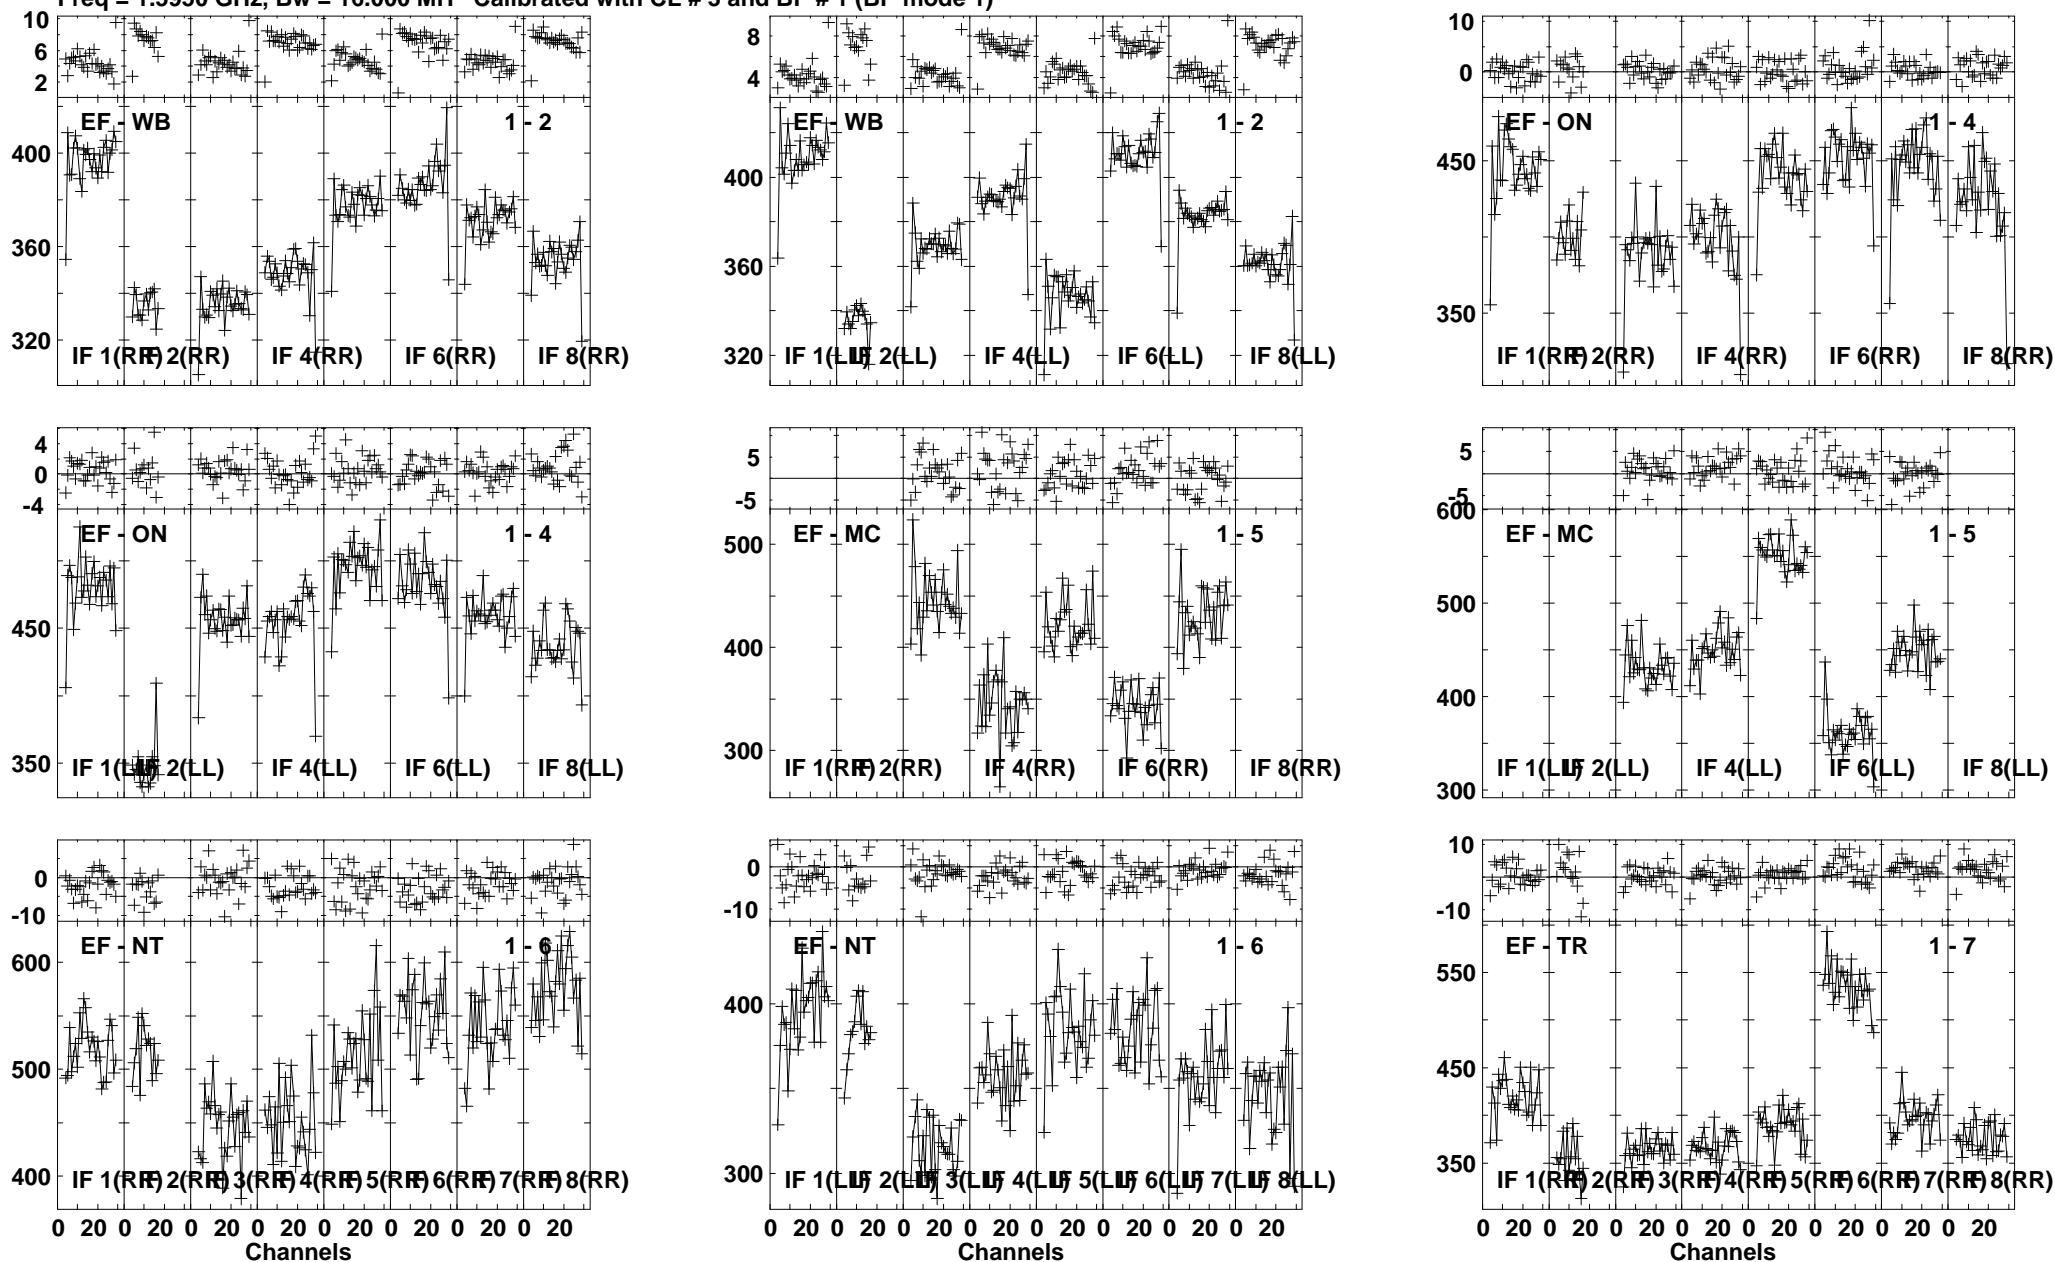 Calibrated with CL # 3 and BP # 1 (BP mode 1)
10
8
6
4
2
EF - WB
1 - 2
400
360
320
IF 1(RR) IF 2(RR) IF 4(RR) IF 6(RR) IF 8(RR)
8
4
EF - WB
1 - 2
400
360
320
IF 1(LL) IF 2(LL) IF 4(LL) IF 6(LL) IF 8(LL)
10
0
EF - ON
1 - 4
450
350
IF 1(RR) IF 2(RR) IF 4(RR) IF 6(RR) IF 8(RR)
4
0
-4
EF - ON
1 - 4
450
350
IF 1(LL) IF 2(LL) IF 4(LL) IF 6(LL) IF 8(LL)
5
-5
EF - MC
1 - 5
500
400
300
IF 1(RR) IF 2(RR) IF 4(RR) IF 6(RR) IF 8(RR)
5
-5
600
EF - MC
1 - 5
500
400
300
IF 1(LL) IF 2(LL) IF 4(LL) IF 6(LL) IF 8(LL)
0
-10
EF - NT
1 - 6
600
500
400
IF 1(RR) IF 2(RR) IF 3(RR) IF 4(RR) IF 5(RR) IF 6(RR) IF 7(RR) IF 8(RR)
0 20 0 20 0 20 0 20 0 20 0 20 0 20 0 20
Channels
0
-10
EF - NT
1 - 6
400
300
IF 1(LL) IF 2(LL) IF 3(LL) IF 4(LL) IF 5(LL) IF 6(LL) IF 7(LL) IF 8(LL)
0 20 0 20 0 20 0 20 0 20 0 20 0 20 0 20
Channels
10
-10
EF - TR
1 - 7
550
450
350
IF 1(RR) IF 2(RR) IF 3(RR) IF 4(RR) IF 5(RR) IF 6(RR) IF 7(RR) IF 8(RR)
0 20 0 20 0 20 0 20 0 20 0 20 0 20 0 20
Channels